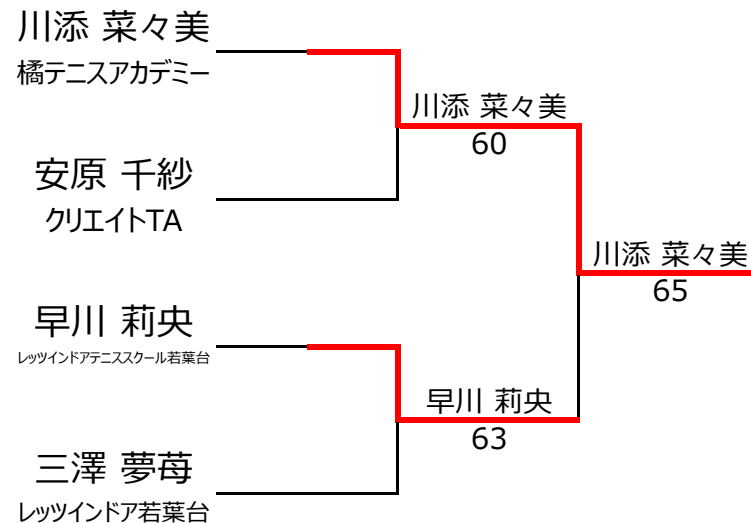 川添 菜々美
橘テニスアカデミー
川添 菜々美
60
安原 千紗
クリエイトTA
川添 菜々美
65
早川 莉央
レッツインドアテニススクール若葉台
早川 莉央
63
三澤 夢苺
レッツインドア若葉台